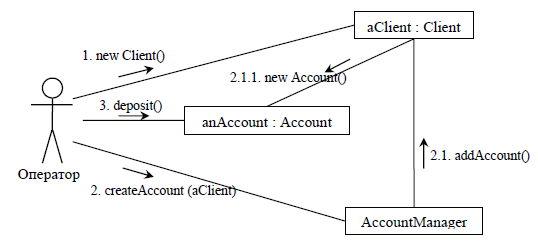 aClient : Client
1. new Client()
2.1.1. new Account()
3. deposit()
anAccount : Account
2.1. addAccount()
Оператор
2. createAccount (aClient)
AccountManager